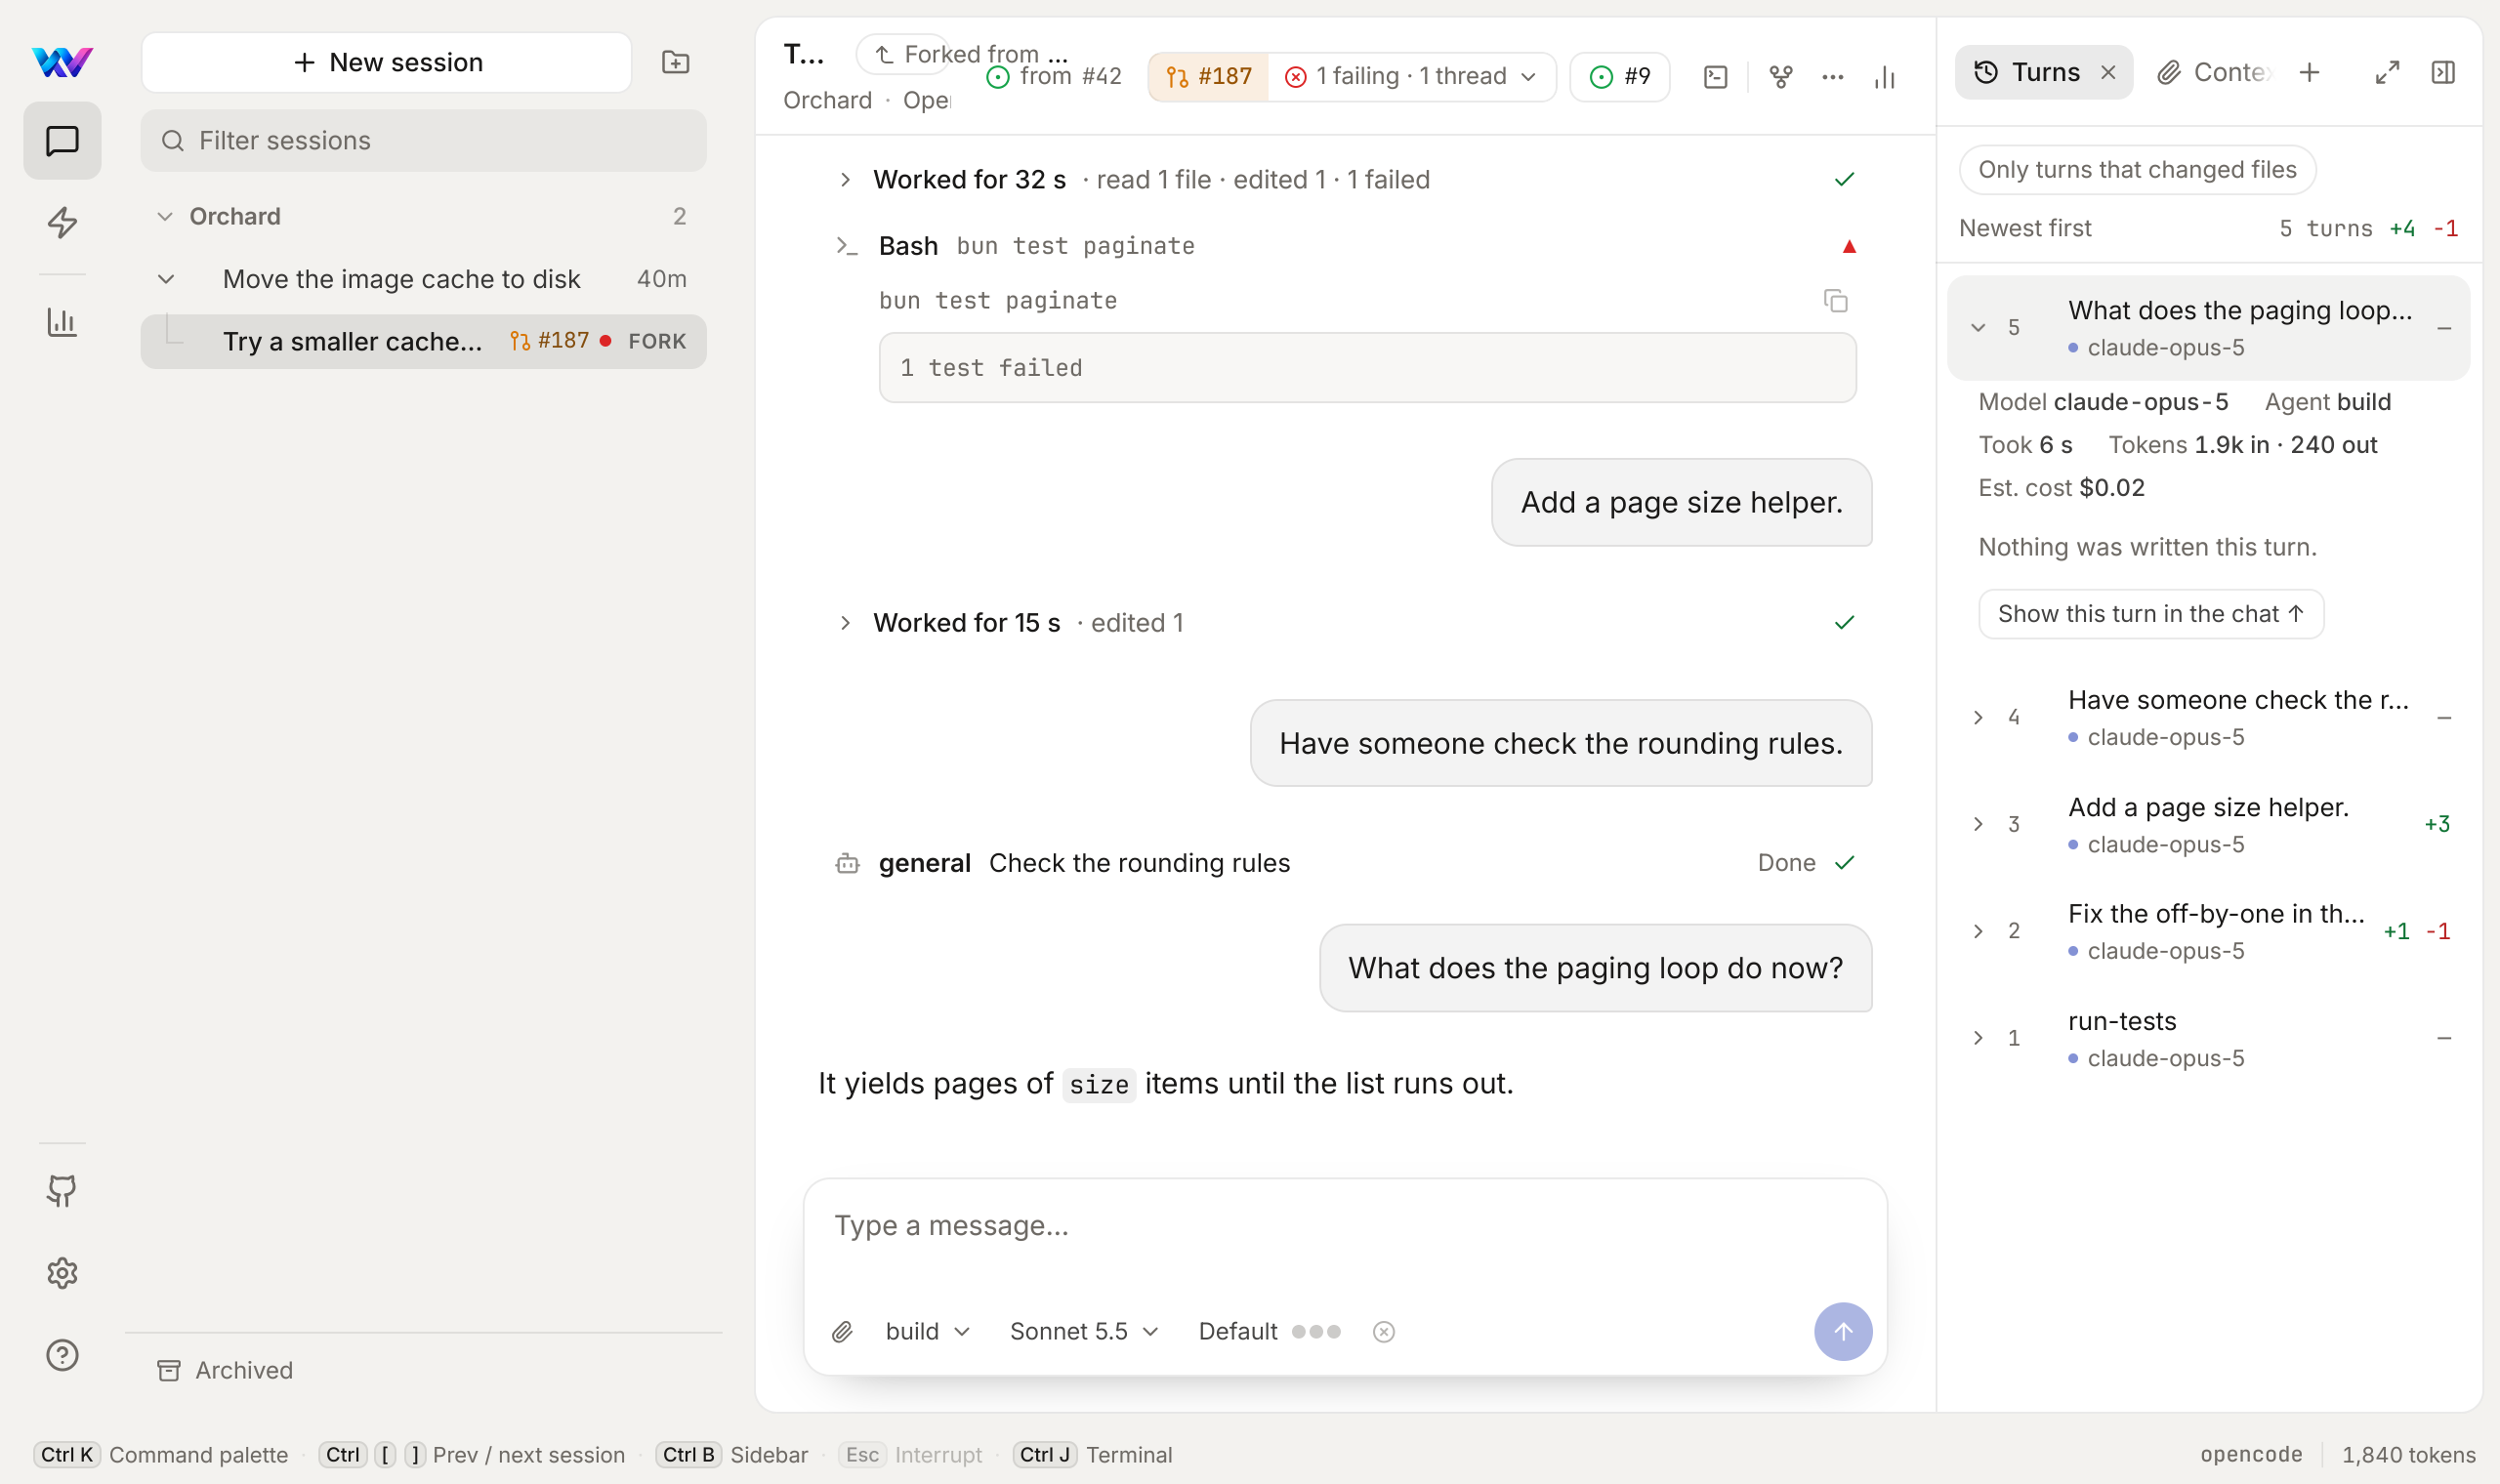 New session
Filter sessions
Orchard 2
Move the image cache to disk 40m
Try a smaller cache... #187 FORK
Archived
T... Forked from ...
Orchard · Ope
from #42
#187 1 failing · 1 thread
#9
Worked for 32 s · read 1 file · edited 1 · 1 failed
Bash bun test paginate
bun test paginate
1 test failed
Add a page size helper.
Worked for 15 s · edited 1
Have someone check the rounding rules.
general Check the rounding rules Done
What does the paging loop do now?
It yields pages of size items until the list runs out.
Type a message...
build Sonnet 5.5 Default
Turns Conte
Only turns that changed files
Newest first 5 turns +4 -1
5 What does the paging loop... –
claude-opus-5
Model claude-opus-5 Agent build
Took 6 s Tokens 1.9k in · 240 out
Est. cost $0.02
Nothing was written this turn.
Show this turn in the chat ↑
4 Have someone check the r... –
claude-opus-5
3 Add a page size helper. +3
claude-opus-5
2 Fix the off-by-one in th... +1 -1
claude-opus-5
1 run-tests –
claude-opus-5
Ctrl K Command palette · Ctrl [ ] Prev / next session · Ctrl B Sidebar · Esc Interrupt · Ctrl J Terminal
opencode 1,840 tokens